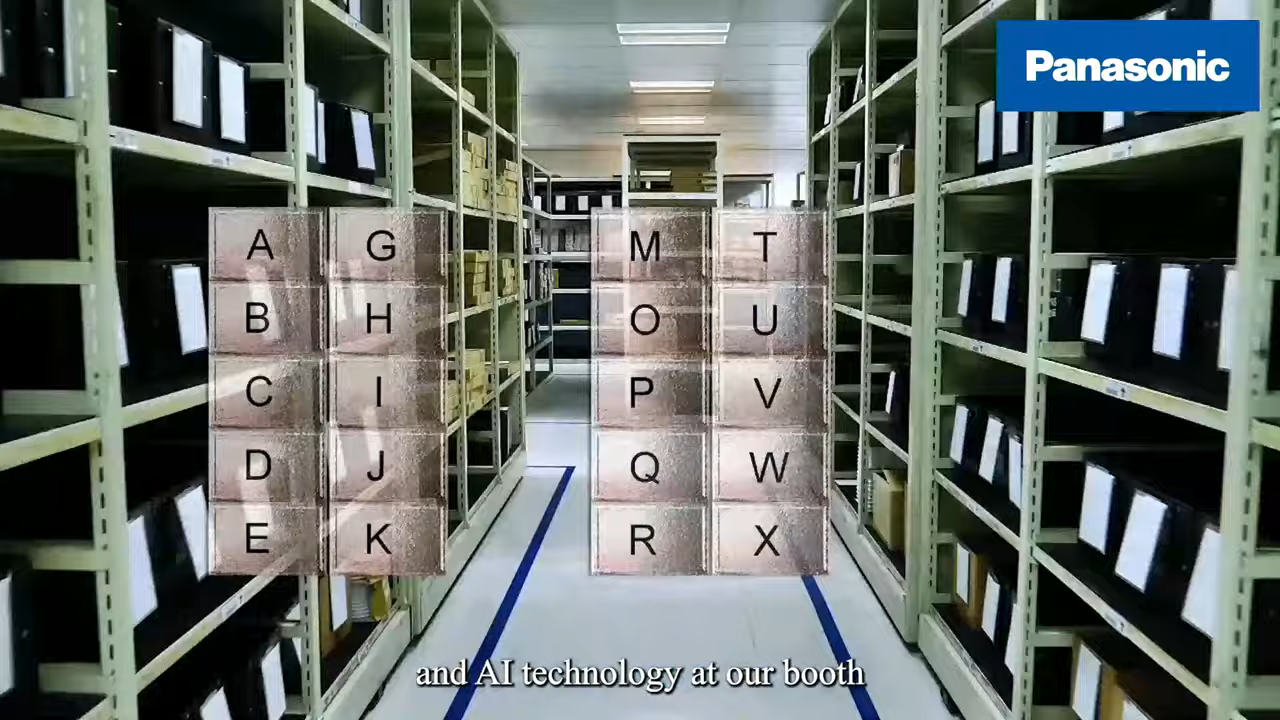 Panasonic
A G M T
B H O U
C I P V
D J Q W
E K R X
and AI technology at our booth